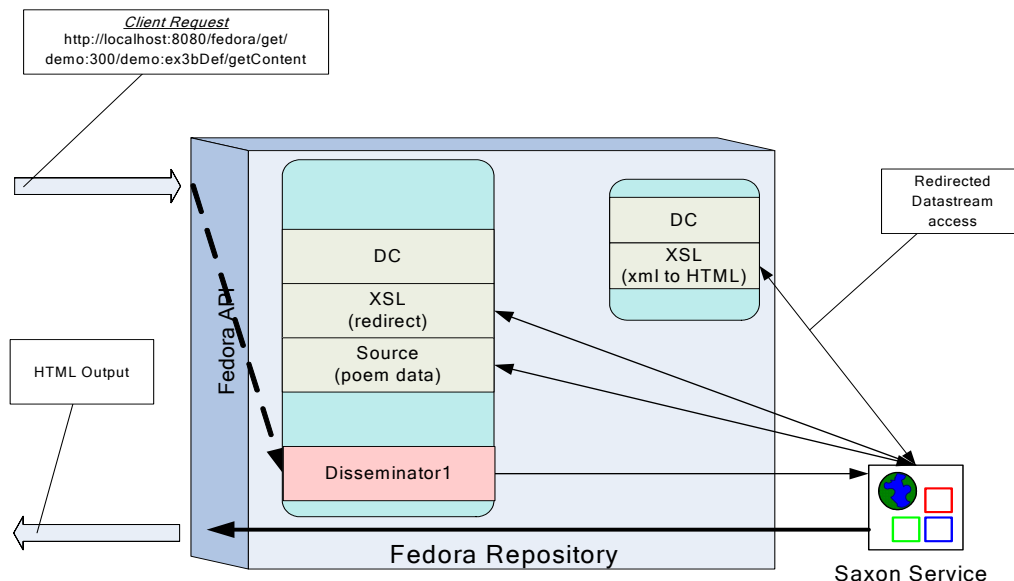 Client Request
http://localhost:8080/fedora/get/
demo:300/demo:ex3bDef/getContent
Fedora API
DC
XSL
(redirect)
Source
(poem data)
Disseminator1
DC
XSL
(xml to HTML)
Redirected
Datastream
access
HTML Output
Fedora Repository
Saxon Service